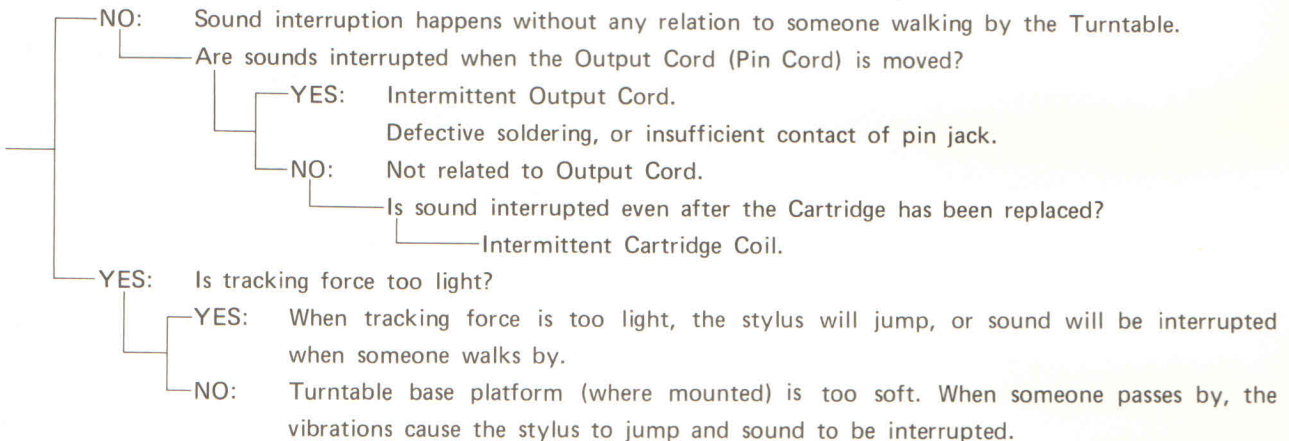 NO: Sound interruption happens without any relation to someone walking by the Turntable.
Are sounds interrupted when the Output Cord (Pin Cord) is moved?
YES: Intermittent Output Cord.
Defective soldering, or insufficient contact of pin jack.
NO: Not related to Output Cord.
Is sound interrupted even after the Cartridge has been replaced?
Intermittent Cartridge Coil.
YES: Is tracking force too light?
YES: When tracking force is too light, the stylus will jump, or sound will be interrupted
when someone walks by.
NO: Turntable base platform (where mounted) is too soft. When someone passes by, the
vibrations cause the stylus to jump and sound to be interrupted.